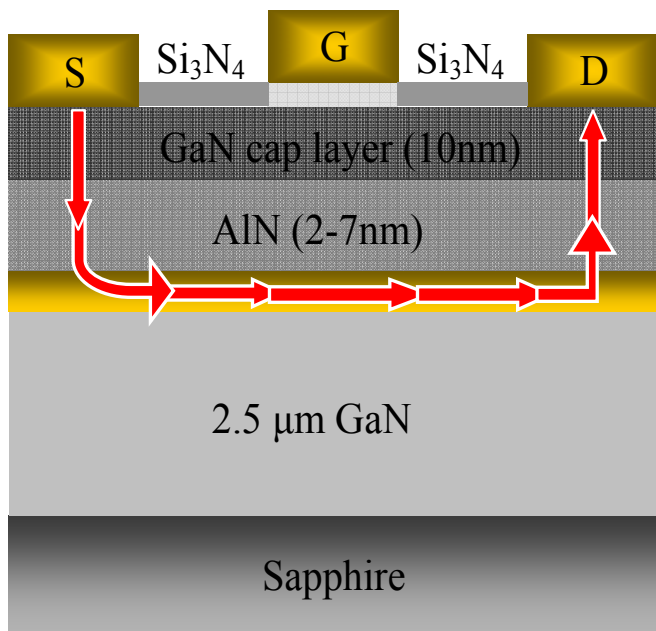 S Si₃N₄ G Si₃N₄ D
GaN cap layer (10nm)
AlN (2-7nm)
2.5 μm GaN
Sapphire